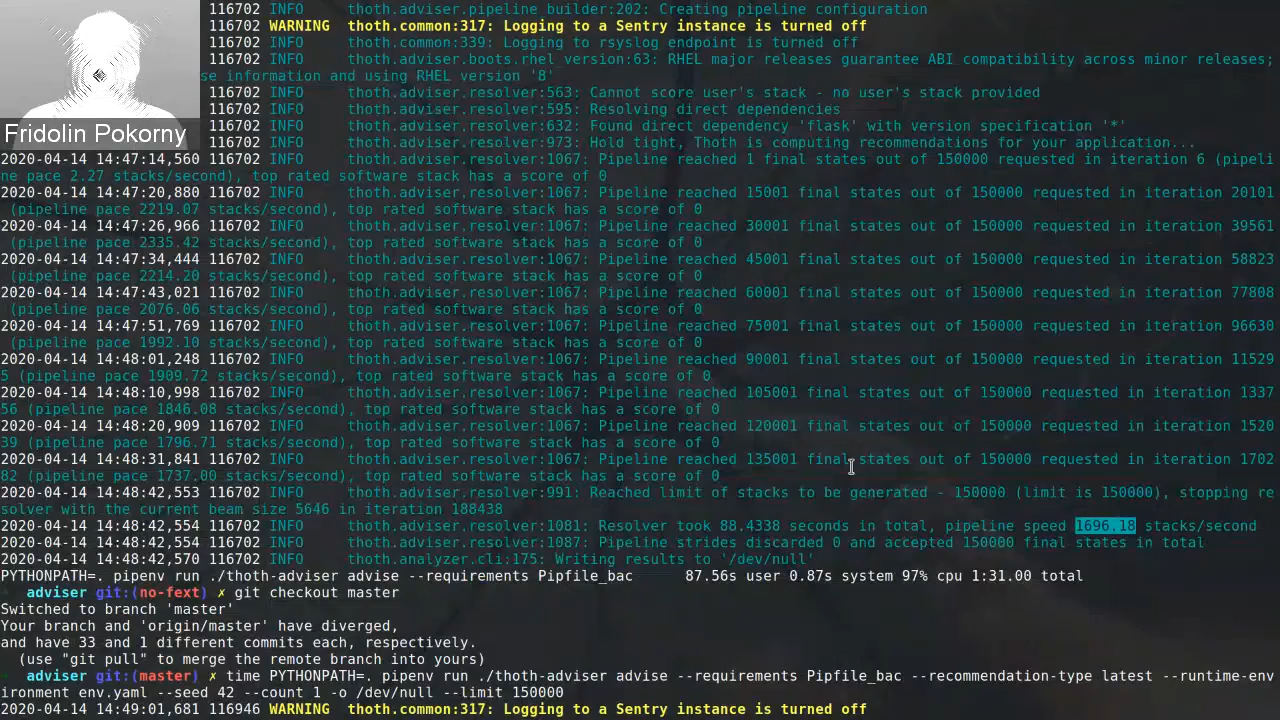 116702 INFO     thoth.adviser.pipeline_builder:202: Creating pipeline configuration
116702 WARNING  thoth.common:317: Logging to a Sentry instance is turned off
116702 INFO     thoth.common:339: Logging to rsyslog endpoint is turned off
116702 INFO     thoth.adviser.boots.rhel_version:63: RHEL major releases guarantee ABI compatibility across minor releases;
se information and using RHEL version '8'
116702 INFO     thoth.adviser.resolver:563: Cannot score user's stack - no user's stack provided
116702 INFO     thoth.adviser.resolver:595: Resolving direct dependencies
116702 INFO     thoth.adviser.resolver:632: Found direct dependency 'flask' with version specification '*'
Fridolin Pokorny
116702 INFO     thoth.adviser.resolver:973: Hold tight, Thoth is computing recommendations for your application...
2020-04-14 14:47:14,560 116702 INFO     thoth.adviser.resolver:1067: Pipeline reached 1 final states out of 150000 requested in iteration 6 (pipeli
ne pace 2.27 stacks/second), top rated software stack has a score of 0
2020-04-14 14:47:20,880 116702 INFO     thoth.adviser.resolver:1067: Pipeline reached 15001 final states out of 150000 requested in iteration 20101
 (pipeline pace 2219.07 stacks/second), top rated software stack has a score of 0
2020-04-14 14:47:26,966 116702 INFO     thoth.adviser.resolver:1067: Pipeline reached 30001 final states out of 150000 requested in iteration 39561
 (pipeline pace 2335.42 stacks/second), top rated software stack has a score of 0
2020-04-14 14:47:34,444 116702 INFO     thoth.adviser.resolver:1067: Pipeline reached 45001 final states out of 150000 requested in iteration 58823
 (pipeline pace 2214.20 stacks/second), top rated software stack has a score of 0
2020-04-14 14:47:43,021 116702 INFO     thoth.adviser.resolver:1067: Pipeline reached 60001 final states out of 150000 requested in iteration 77808
 (pipeline pace 2076.06 stacks/second), top rated software stack has a score of 0
2020-04-14 14:47:51,769 116702 INFO     thoth.adviser.resolver:1067: Pipeline reached 75001 final states out of 150000 requested in iteration 96630
 (pipeline pace 1992.10 stacks/second), top rated software stack has a score of 0
2020-04-14 14:48:01,248 116702 INFO     thoth.adviser.resolver:1067: Pipeline reached 90001 final states out of 150000 requested in iteration 11529
5 (pipeline pace 1909.72 stacks/second), top rated software stack has a score of 0
2020-04-14 14:48:10,998 116702 INFO     thoth.adviser.resolver:1067: Pipeline reached 105001 final states out of 150000 requested in iteration 1337
56 (pipeline pace 1846.08 stacks/second), top rated software stack has a score of 0
2020-04-14 14:48:20,909 116702 INFO     thoth.adviser.resolver:1067: Pipeline reached 120001 final states out of 150000 requested in iteration 1520
39 (pipeline pace 1796.71 stacks/second), top rated software stack has a score of 0
2020-04-14 14:48:31,841 116702 INFO     thoth.adviser.resolver:1067: Pipeline reached 135001 final states out of 150000 requested in iteration 1702
82 (pipeline pace 1737.00 stacks/second), top rated software stack has a score of 0
2020-04-14 14:48:42,553 116702 INFO     thoth.adviser.resolver:991: Reached limit of stacks to be generated - 150000 (limit is 150000), stopping re
solver with the current beam size 5646 in iteration 188438
2020-04-14 14:48:42,554 116702 INFO     thoth.adviser.resolver:1081: Resolver took 88.4338 seconds in total, pipeline speed 1696.18 stacks/second
2020-04-14 14:48:42,554 116702 INFO     thoth.adviser.resolver:1087: Pipeline strides discarded 0 and accepted 150000 final states in total
2020-04-14 14:48:42,570 116702 INFO     thoth.analyzer.cli:175: Writing results to '/dev/null'
PYTHONPATH=. pipenv run ./thoth-adviser advise --requirements Pipfile_bac      87.56s user 0.87s system 97% cpu 1:31.00 total
adviser git:(no-fext) ✗ git checkout master
Switched to branch 'master'
Your branch and 'origin/master' have diverged,
and have 33 and 1 different commits each, respectively.
  (use "git pull" to merge the remote branch into yours)
adviser git:(master) ✗ time PYTHONPATH=. pipenv run ./thoth-adviser advise --requirements Pipfile_bac --recommendation-type latest --runtime-env
ironment env.yaml --seed 42 --count 1 -o /dev/null --limit 150000
2020-04-14 14:49:01,681 116946 WARNING  thoth.common:317: Logging to a Sentry instance is turned off